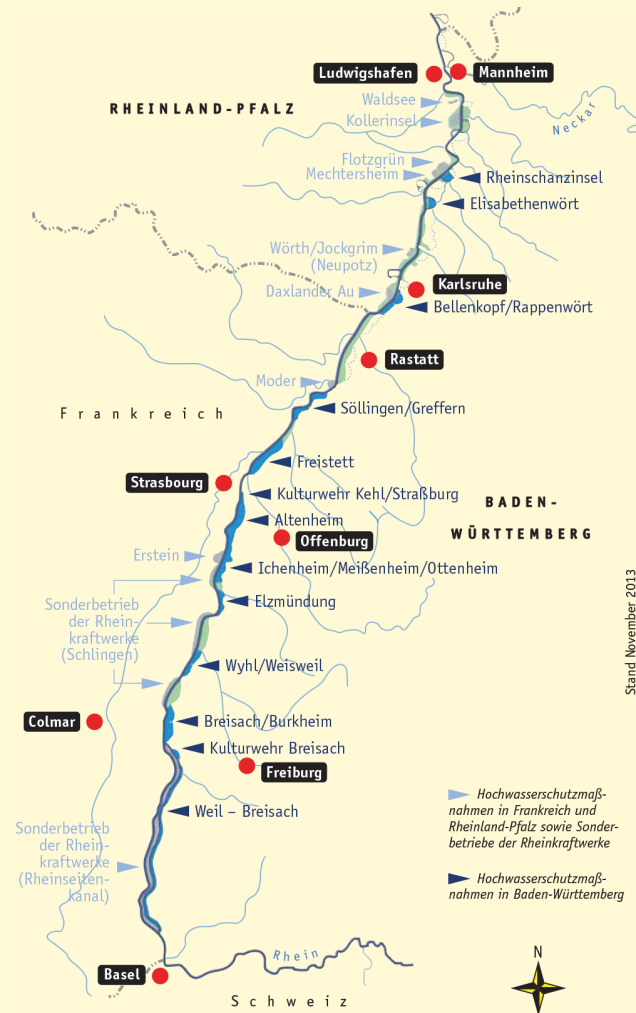 Ludwigshafen
Mannheim
RHEINLAND-PFALZ
Waldsee
Kollerinsel
Neckar
Flotzgrün
Mechtersheim
Rheinschanzinsel
Elisabethenwört
Wörth/Jockgrim
(Neupotz)
Karlsruhe
Daxlander Au
Bellenkopf/Rappenwört
Rastatt
Moder
Söllingen/Greffern
Frankreich
Freistett
Strasbourg
Kulturwehr Kehl/Straßburg
BADEN-
WÜRTTEMBERG
Altenheim
Offenburg
Erstein
Ichenheim/Meißenheim/Ottenheim
Elzmündung
Sonderbetrieb
der Rhein-
kraftwerke
(Schlingen)
Stand November 2013
Wyhl/Weisweil
Colmar
Breisach/Burkheim
Kulturwehr Breisach
Freiburg
Weil – Breisach
Sonderbetrieb
der Rhein-
kraftwerke
(Rheinseiten-
kanal)
Hochwasserschutzmaß-
nahmen in Frankreich und
Rheinland-Pfalz sowie Sonder-
betriebe der Rheinkraftwerke
Hochwasserschutzmaß-
nahmen in Baden-Württemberg
Rhein
Basel
N
Schweiz